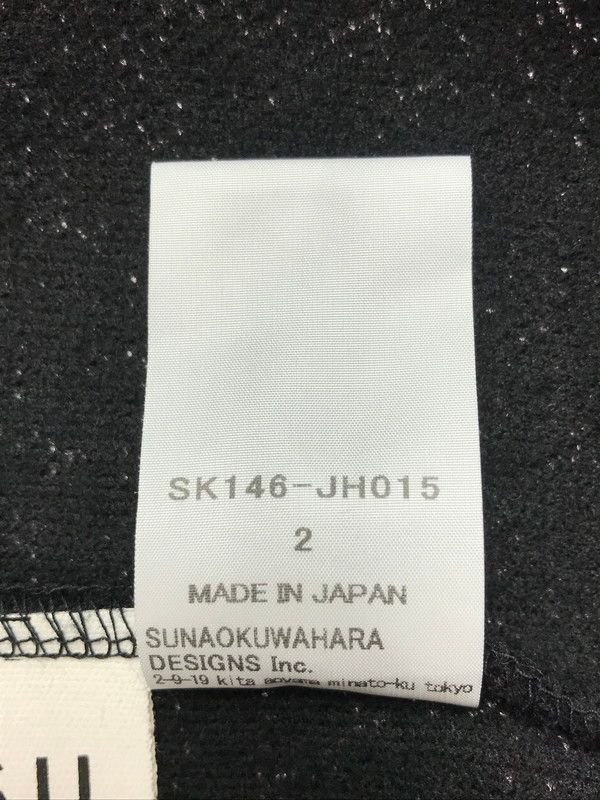 SK146-JH015
2
MADE IN JAPAN
SUNAOKUWAHARA
DESIGNS Inc.
2-9-19 kita aoyama minato-ku tokyo